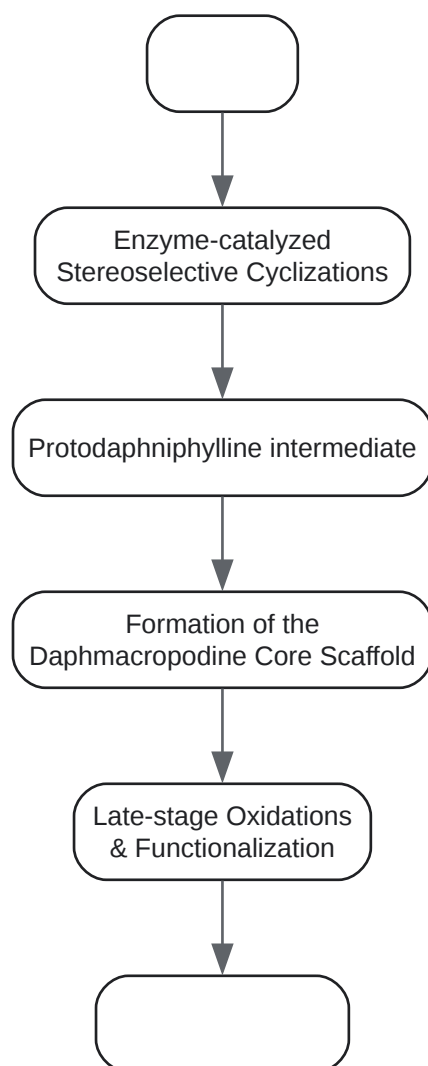 Enzyme-catalyzed
Stereoselective Cyclizations
Protodaphniphylline intermediate
Formation of the
Daphmacropodine Core Scaffold
Late-stage Oxidations
& Functionalization